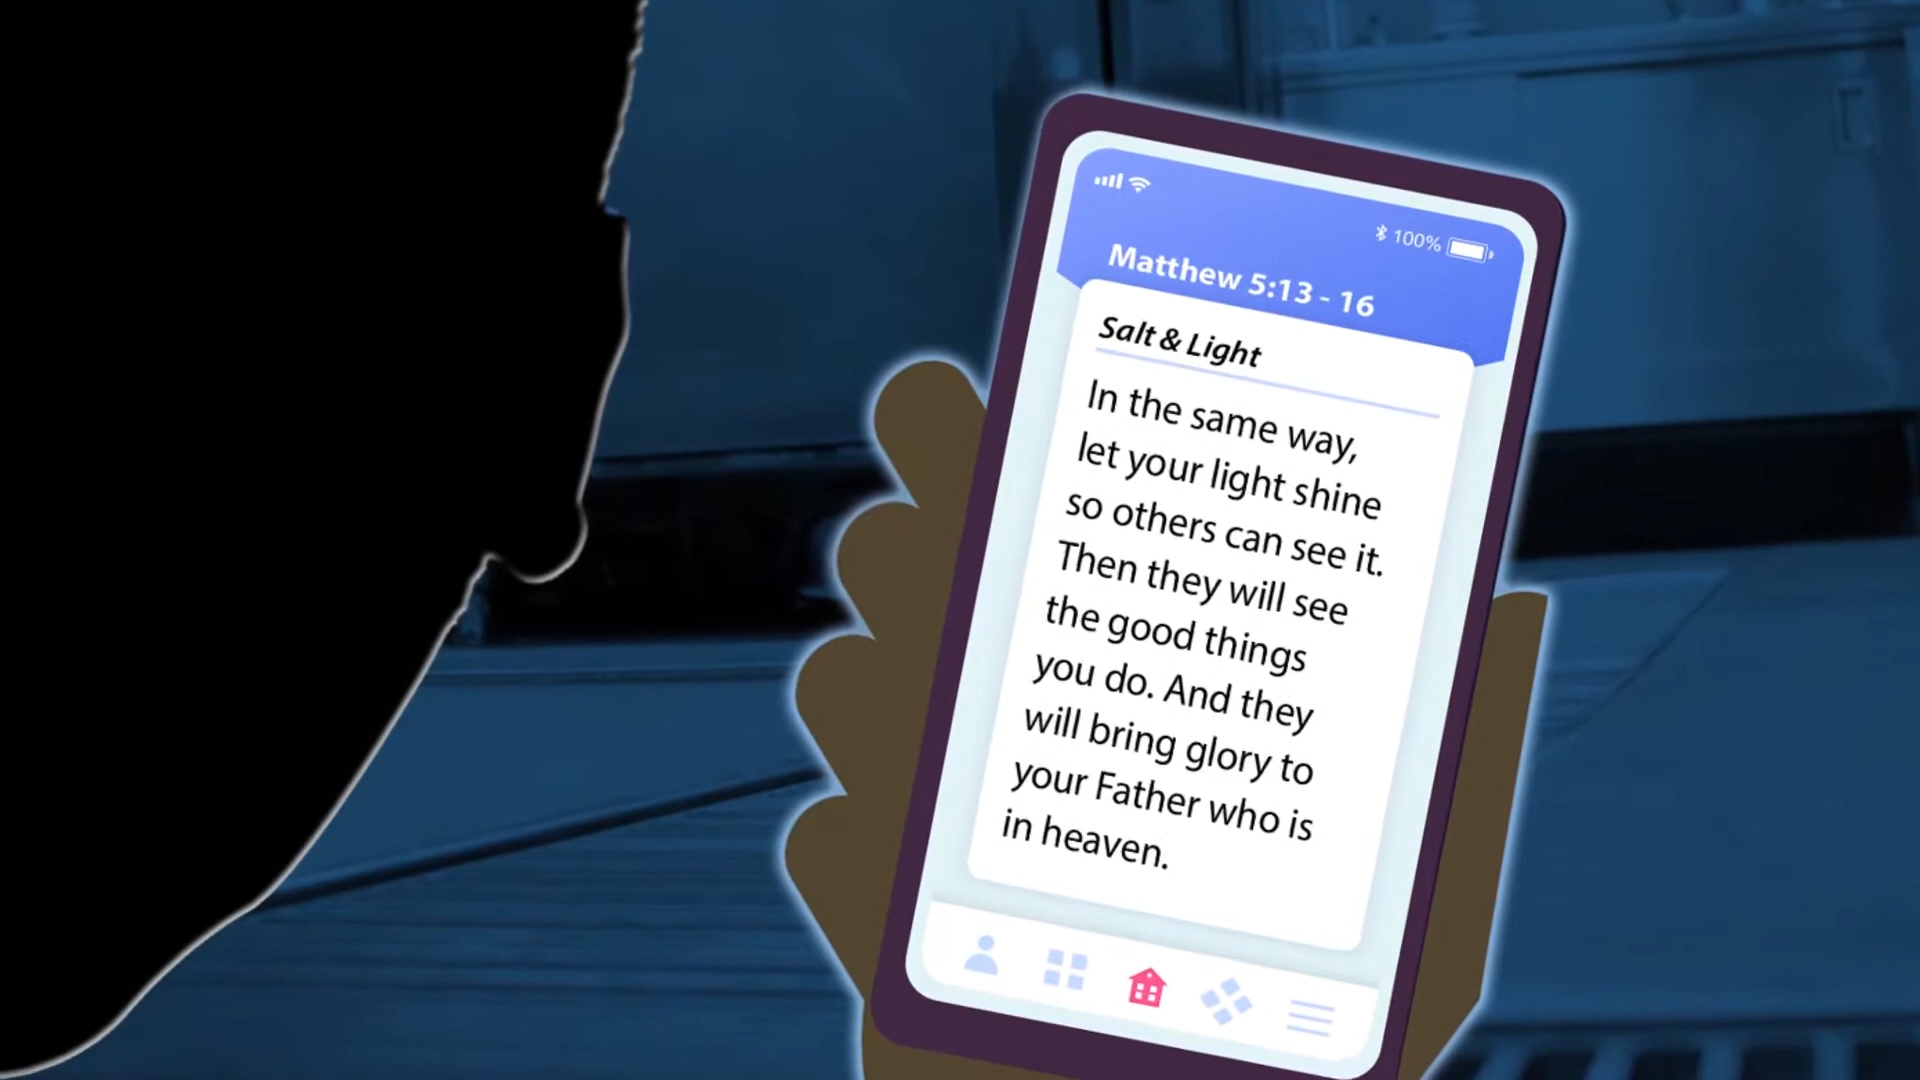 100%
Matthew 5:13 - 16
Salt & Light
In the same way,
let your light shine
so others can see it.
Then they will see
the good things
you do. And they
will bring glory to
your Father who is
in heaven.